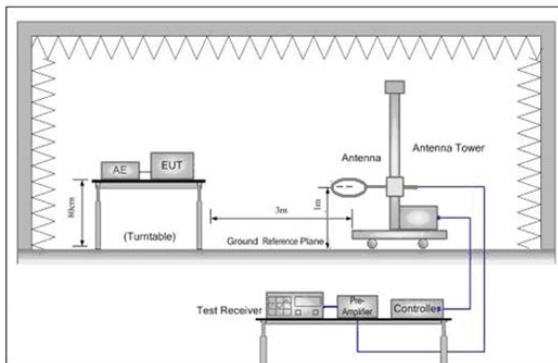 AE
EUT
Antenna
Antenna Tower
80cm
(Turntable)
3m
1m
Ground Reference Plane
Test Receiver
Pre-
Amplifier
Controller